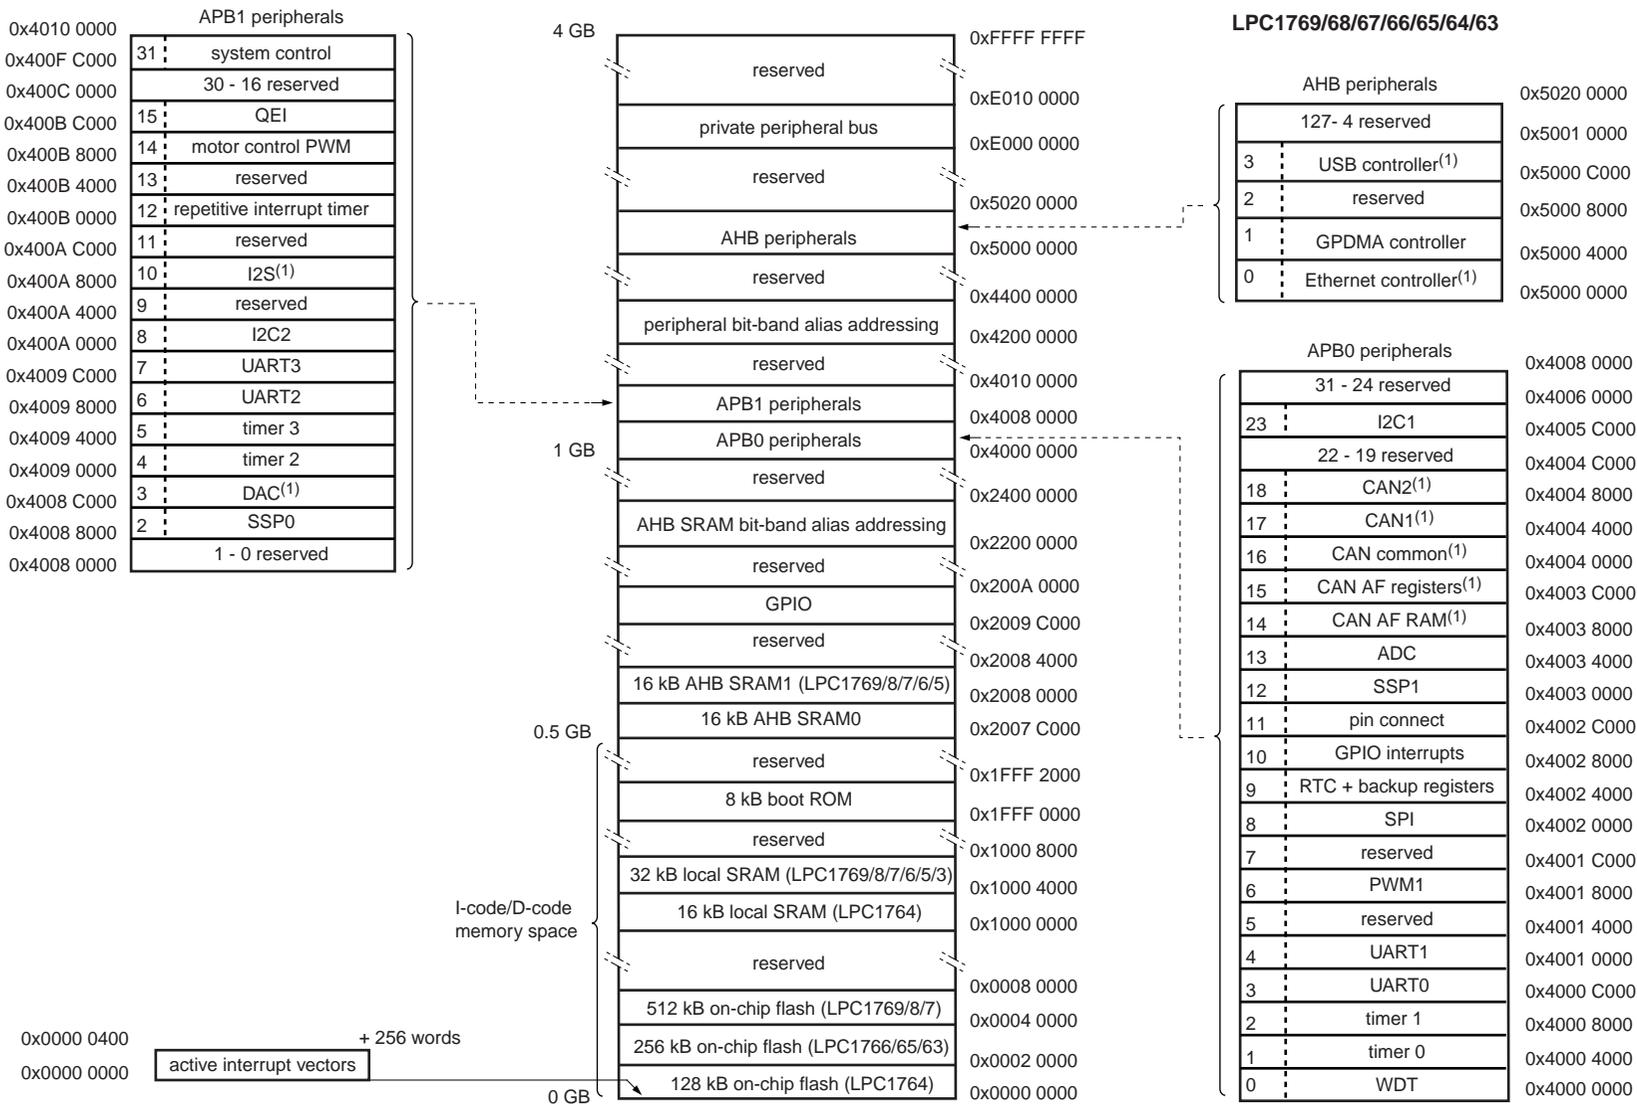 LPC1769/68/67/66/65/64/63
APB1 peripherals
0x4010 0000
31 system control
0x400F C000
30 - 16 reserved
0x400C 0000
15 QEI
0x400B C000
14 motor control PWM
0x400B 8000
13 reserved
0x400B 4000
12 repetitive interrupt timer
0x400B 0000
11 reserved
0x400A C000
10 I2S(1)
0x400A 8000
9 reserved
0x400A 4000
8 I2C2
0x400A 0000
7 UART3
0x4009 C000
6 UART2
0x4009 8000
5 timer 3
0x4009 4000
4 timer 2
0x4009 0000
3 DAC(1)
0x4008 C000
2 SSP0
0x4008 8000
1 - 0 reserved
0x4008 0000
0x0000 0400
+ 256 words
active interrupt vectors
0x0000 0000
4 GB
0xFFFF FFFF
reserved
0xE010 0000
private peripheral bus
0xE000 0000
reserved
0x5020 0000
AHB peripherals
0x5000 0000
reserved
0x4400 0000
peripheral bit-band alias addressing
0x4200 0000
reserved
0x4010 0000
APB1 peripherals
0x4008 0000
APB0 peripherals
1 GB
0x4000 0000
reserved
0x2400 0000
AHB SRAM bit-band alias addressing
0x2200 0000
reserved
0x200A 0000
GPIO
0x2009 C000
reserved
0x2008 4000
16 kB AHB SRAM1 (LPC1769/8/7/6/5)
0x2008 0000
16 kB AHB SRAM0
0x2007 C000
0.5 GB
reserved
0x1FFF 2000
8 kB boot ROM
0x1FFF 0000
reserved
0x1000 8000
32 kB local SRAM (LPC1769/8/7/6/5/3)
0x1000 4000
16 kB local SRAM (LPC1764)
0x1000 0000
I-code/D-code
memory space
reserved
0x0008 0000
512 kB on-chip flash (LPC1769/8/7)
0x0004 0000
256 kB on-chip flash (LPC1766/65/63)
0x0002 0000
128 kB on-chip flash (LPC1764)
0x0000 0000
0 GB
AHB peripherals
0x5020 0000
127- 4 reserved
0x5001 0000
3 USB controller(1)
0x5000 C000
2 reserved
0x5000 8000
1 GPDMA controller
0x5000 4000
0 Ethernet controller(1)
0x5000 0000
APB0 peripherals
0x4008 0000
31 - 24 reserved
0x4006 0000
23 I2C1
0x4005 C000
22 - 19 reserved
0x4004 C000
18 CAN2(1)
0x4004 8000
17 CAN1(1)
0x4004 4000
16 CAN common(1)
0x4004 0000
15 CAN AF registers(1)
0x4003 C000
14 CAN AF RAM(1)
0x4003 8000
13 ADC
0x4003 4000
12 SSP1
0x4003 0000
11 pin connect
0x4002 C000
10 GPIO interrupts
0x4002 8000
9 RTC + backup registers
0x4002 4000
8 SPI
0x4002 0000
7 reserved
0x4001 C000
6 PWM1
0x4001 8000
5 reserved
0x4001 4000
4 UART1
0x4001 0000
3 UART0
0x4000 C000
2 timer 1
0x4000 8000
1 timer 0
0x4000 4000
0 WDT
0x4000 0000